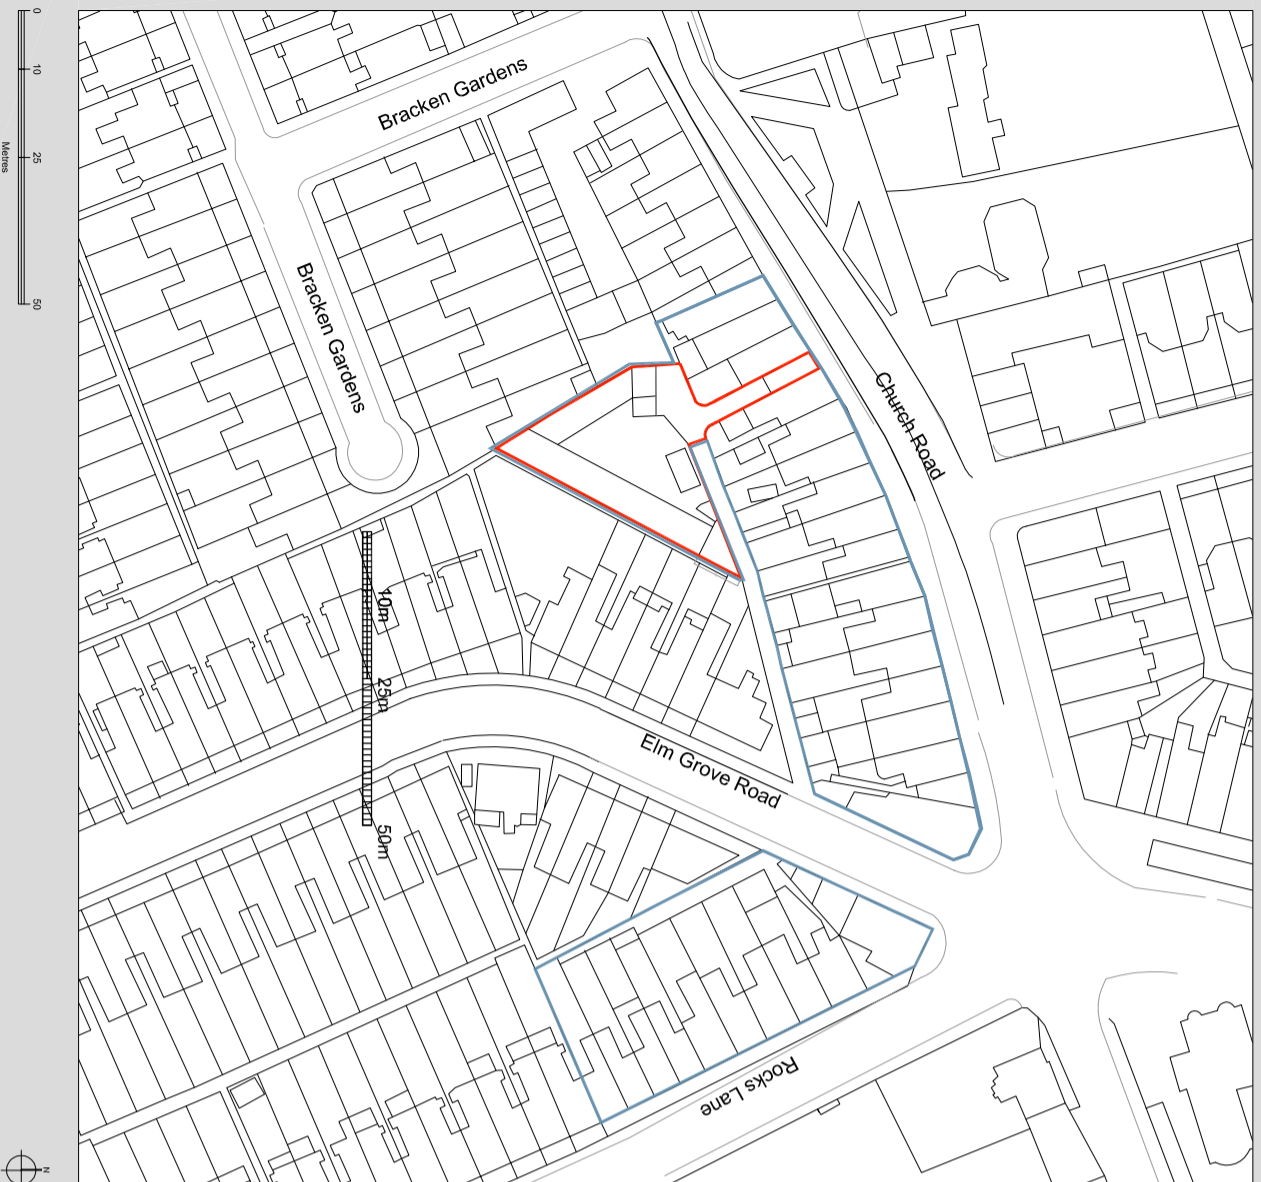 0
10
25
50
Metres
Bracken Gardens
Bracken Gardens
Church Road
10m
25m
50m
Elm Grove Road
Rocks Lane
N